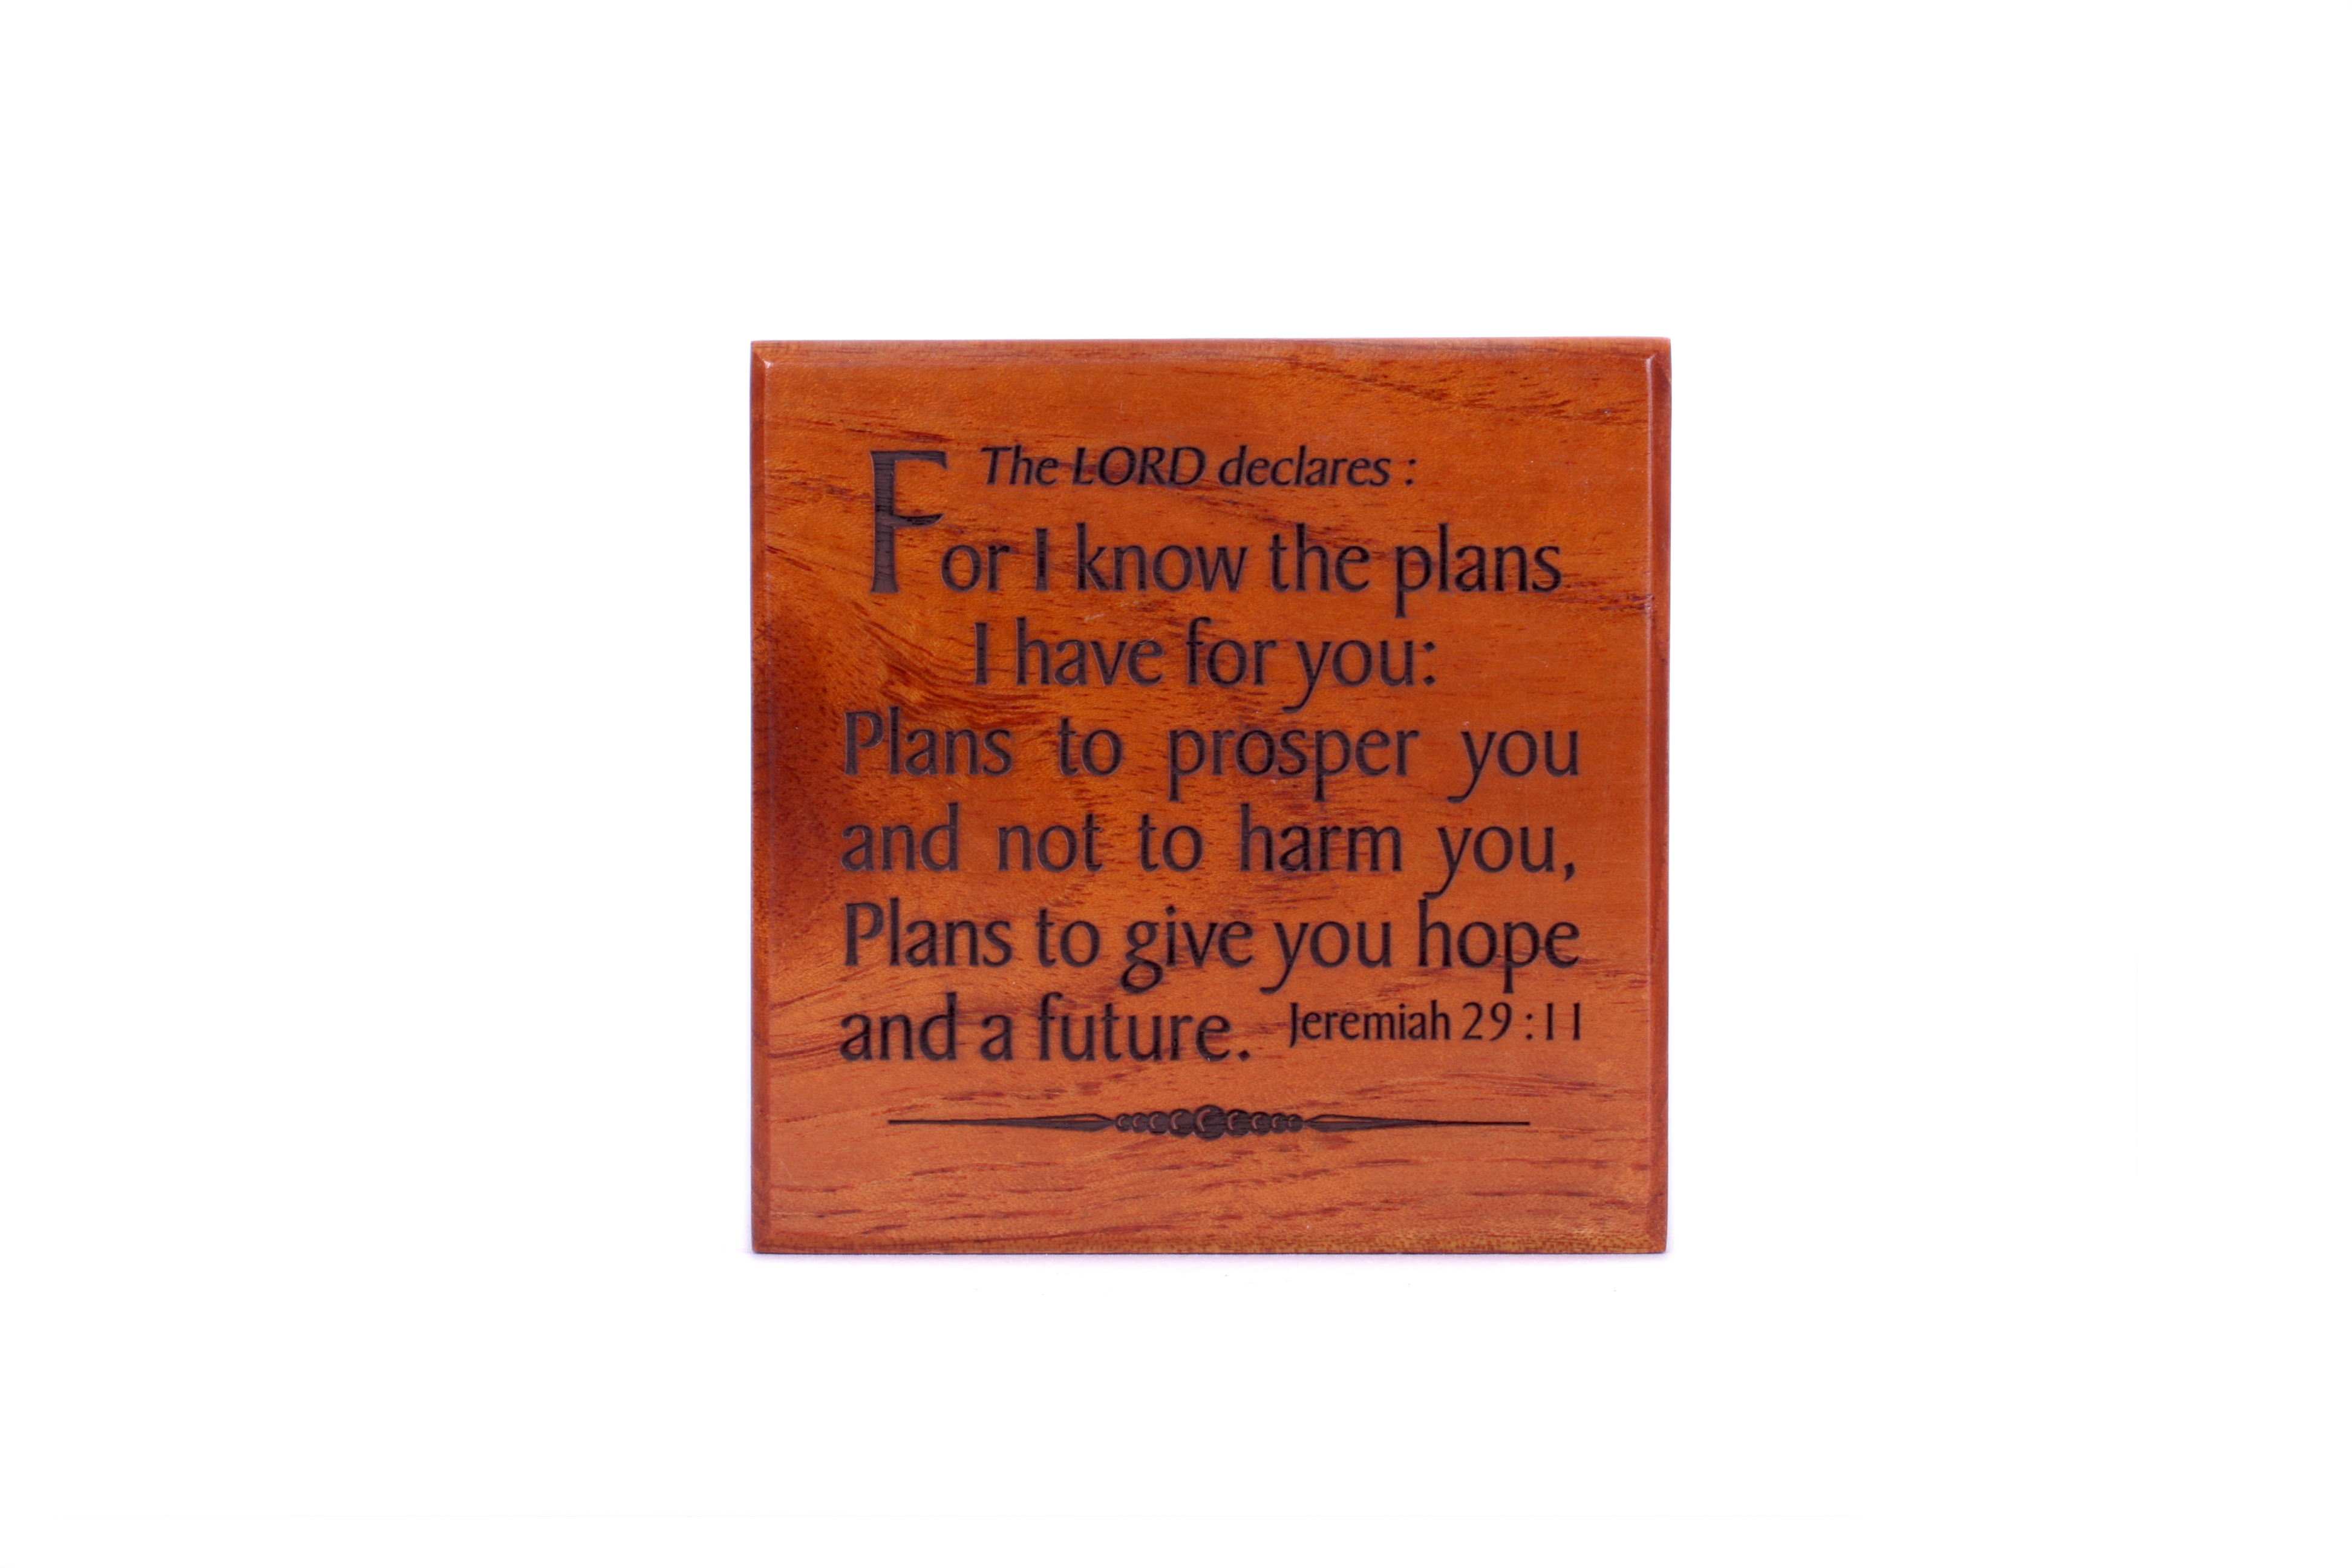 The LORD declares :
For I know the plans
I have for you:
Plans to prosper you
and not to harm you,
Plans to give you hope
and a future. Jeremiah 29 :11